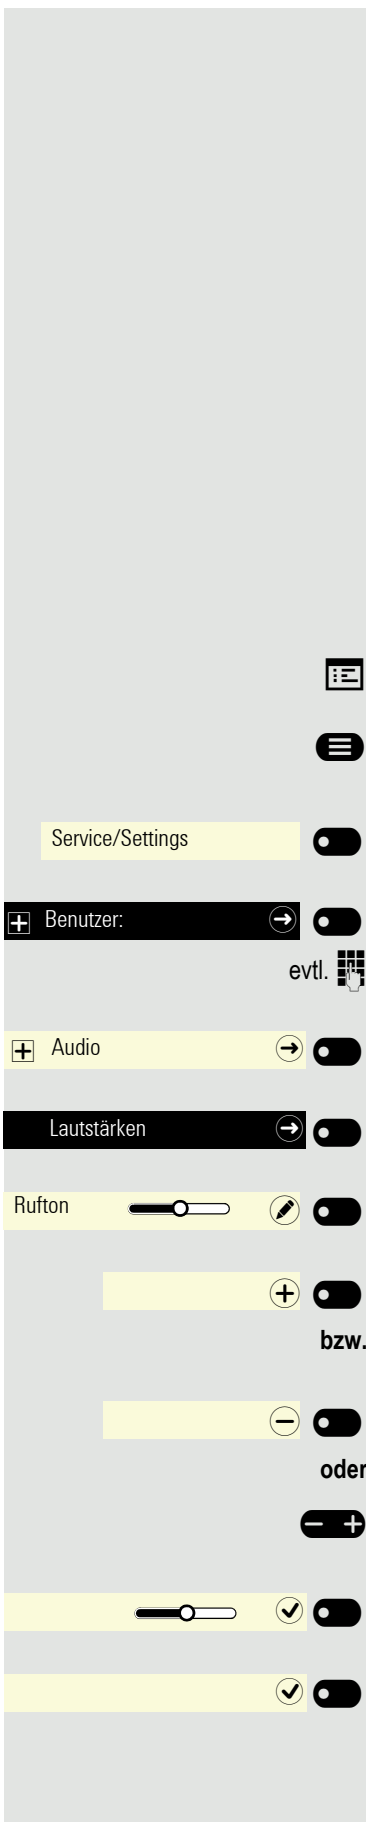 Service/Settings
Benutzer:
evtl.
Audio
Lautstärken
Rufton
bzw.
oder